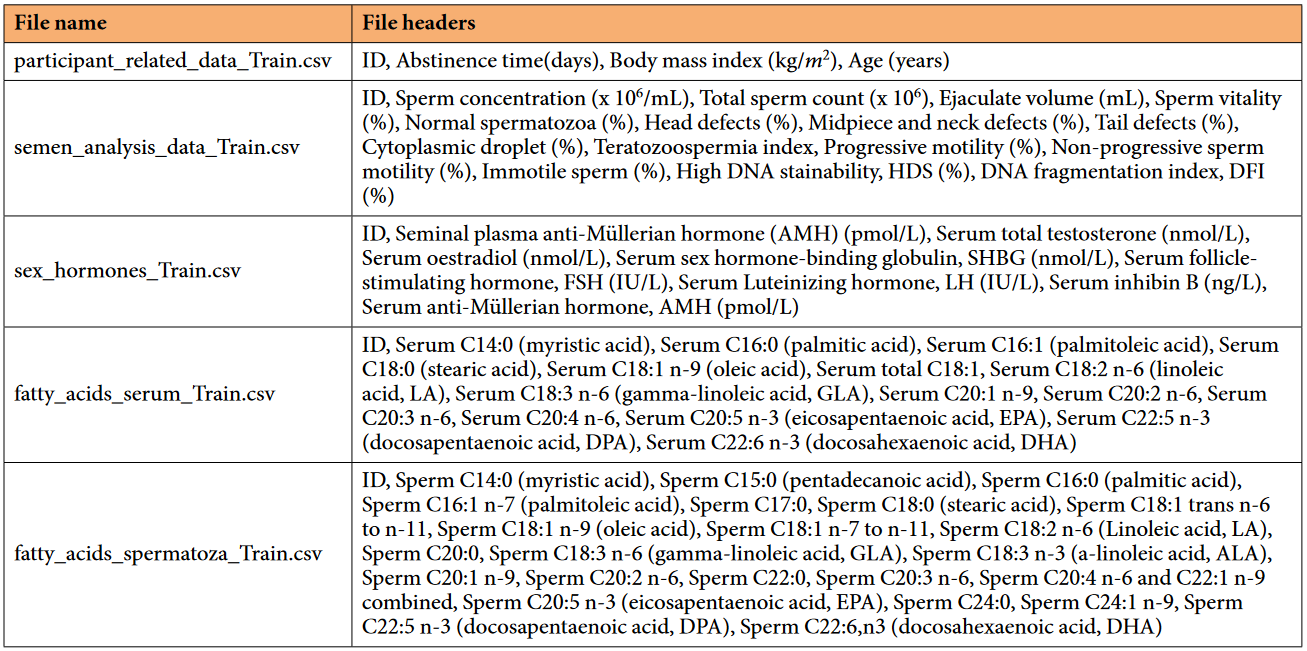 File name File headers
participant_related_data_Train.csv ID, Abstinence time(days), Body mass index (kg/m²), Age (years)
semen_analysis_data_Train.csv
ID, Sperm concentration (x 10⁶/mL), Total sperm count (x 10⁶), Ejaculate volume (mL), Sperm vitality
(%), Normal spermatozoa (%), Head defects (%), Midpiece and neck defects (%), Tail defects (%),
Cytoplasmic droplet (%), Teratozoospermia index, Progressive motility (%), Non-progressive sperm
motility (%), Immotile sperm (%), High DNA stainability, HDS (%), DNA fragmentation index, DFI
(%)
sex_hormones_Train.csv
ID, Seminal plasma anti-Müllerian hormone (AMH) (pmol/L), Serum total testosterone (nmol/L),
Serum oestradiol (nmol/L), Serum sex hormone-binding globulin, SHBG (nmol/L), Serum follicle-
stimulating hormone, FSH (IU/L), Serum Luteinizing hormone, LH (IU/L), Serum inhibin B (ng/L),
Serum anti-Müllerian hormone, AMH (pmol/L)
fatty_acids_serum_Train.csv
ID, Serum C14:0 (myristic acid), Serum C16:0 (palmitic acid), Serum C16:1 (palmitoleic acid), Serum
C18:0 (stearic acid), Serum C18:1 n-9 (oleic acid), Serum total C18:1, Serum C18:2 n-6 (linoleic
acid, LA), Serum C18:3 n-6 (gamma-linoleic acid, GLA), Serum C20:1 n-9, Serum C20:2 n-6, Serum
C20:3 n-6, Serum C20:4 n-6, Serum C20:5 n-3 (eicosapentaenoic acid, EPA), Serum C22:5 n-3
(docosapentaenoic acid, DPA), Serum C22:6 n-3 (docosahexaenoic acid, DHA)
fatty_acids_spermatoza_Train.csv
ID, Sperm C14:0 (myristic acid), Sperm C15:0 (pentadecanoic acid), Sperm C16:0 (palmitic acid),
Sperm C16:1 n-7 (palmitoleic acid), Sperm C17:0, Sperm C18:0 (stearic acid), Sperm C18:1 trans n-6
to n-11, Sperm C18:1 n-9 (oleic acid), Sperm C18:1 n-7 to n-11, Sperm C18:2 n-6 (Linoleic acid, LA),
Sperm C20:0, Sperm C18:3 n-6 (gamma-linoleic acid, GLA), Sperm C18:3 n-3 (a-linoleic acid, ALA),
Sperm C20:1 n-9, Sperm C20:2 n-6, Sperm C22:0, Sperm C20:3 n-6, Sperm C20:4 n-6 and C22:1 n-9
combined, Sperm C20:5 n-3 (eicosapentaenoic acid, EPA), Sperm C24:0, Sperm C24:1 n-9, Sperm
C22:5 n-3 (docosapentaenoic acid, DPA), Sperm C22:6,n3 (docosahexaenoic acid, DHA)